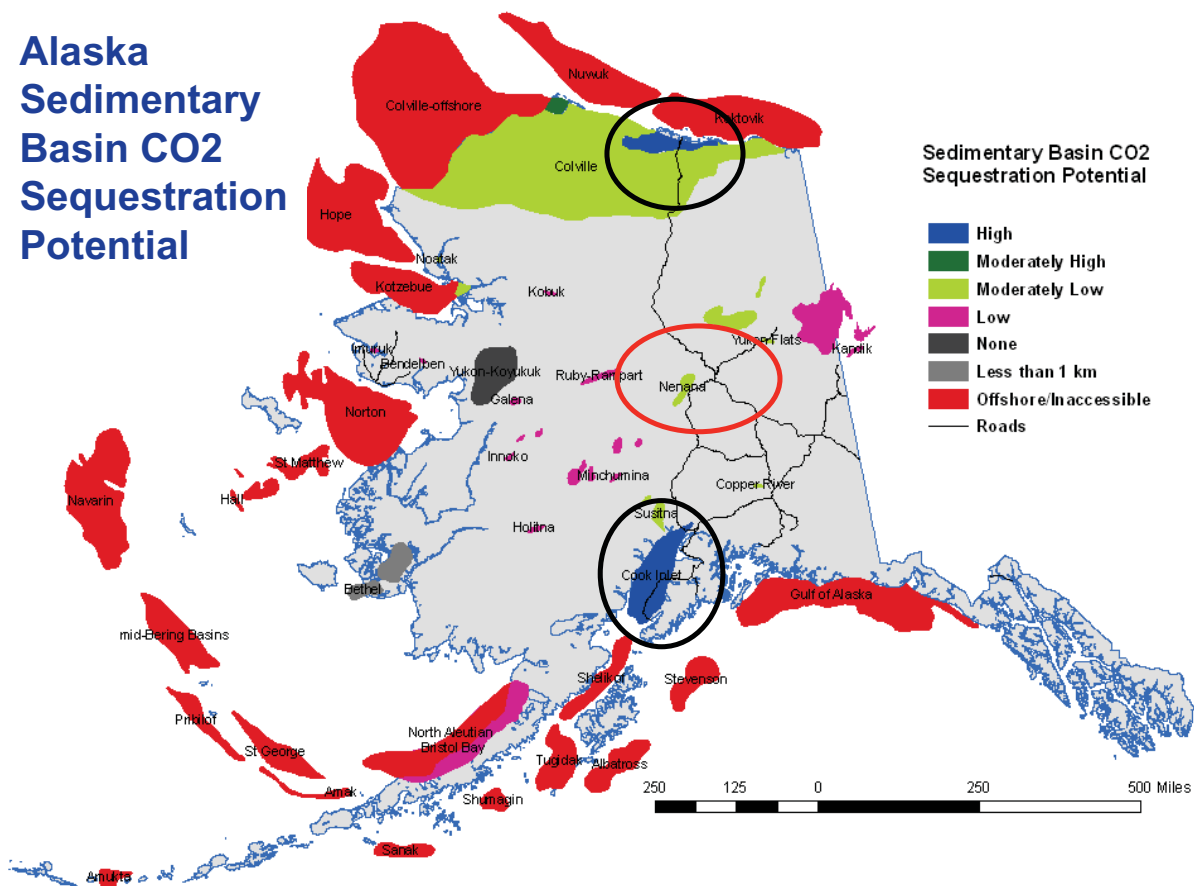 Alaska
Sedimentary
Basin CO2
Sequestration
Potential
Nuwuk
Colville-offshore
Kaktovik
Colville
Hope
Noatak
Kotzebue
Kobuk
Yukon Flats
Kandik
Imuruk
Bendelben
Yukon-Koyukuk
Ruby-Rampart
Nenana
Galena
Norton
Innoko
St Matthew
Minchumina
Copper River
Navarin
Hall
Susitna
Holitna
Cook Inlet
Bethel
Gulf of Alaska
mid-Bering Basins
Shelikof
Stevenson
Pribilof
North Aleutian
Bristol Bay
St George
Tugidak
Albatross
Amak
Shumagin
Sanak
Amukta
Sedimentary Basin CO2
Sequestration Potential
High
Moderately High
Moderately Low
Low
None
Less than 1 km
Offshore/Inaccessible
Roads
250 125 0 250 500 Miles